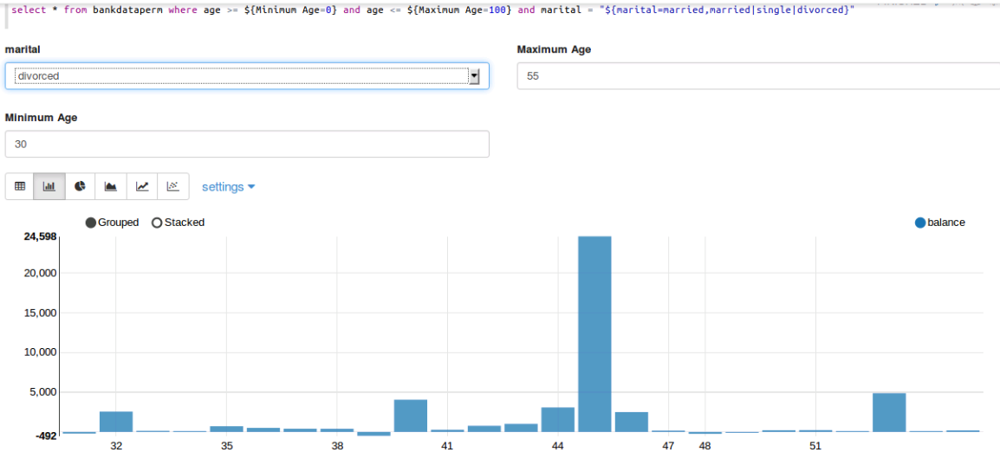 select * from bankdataperm where age >= ${Minimum Age=0} and age <= ${Maximum Age=100} and marital = "${marital=married,married|single|divorced}"
marital
Maximum Age
divorced
55
Minimum Age
30
settings
Grouped Stacked
balance
24,598
20,000
15,000
10,000
5,000
-492
32 35 38 41 44 47 48 51